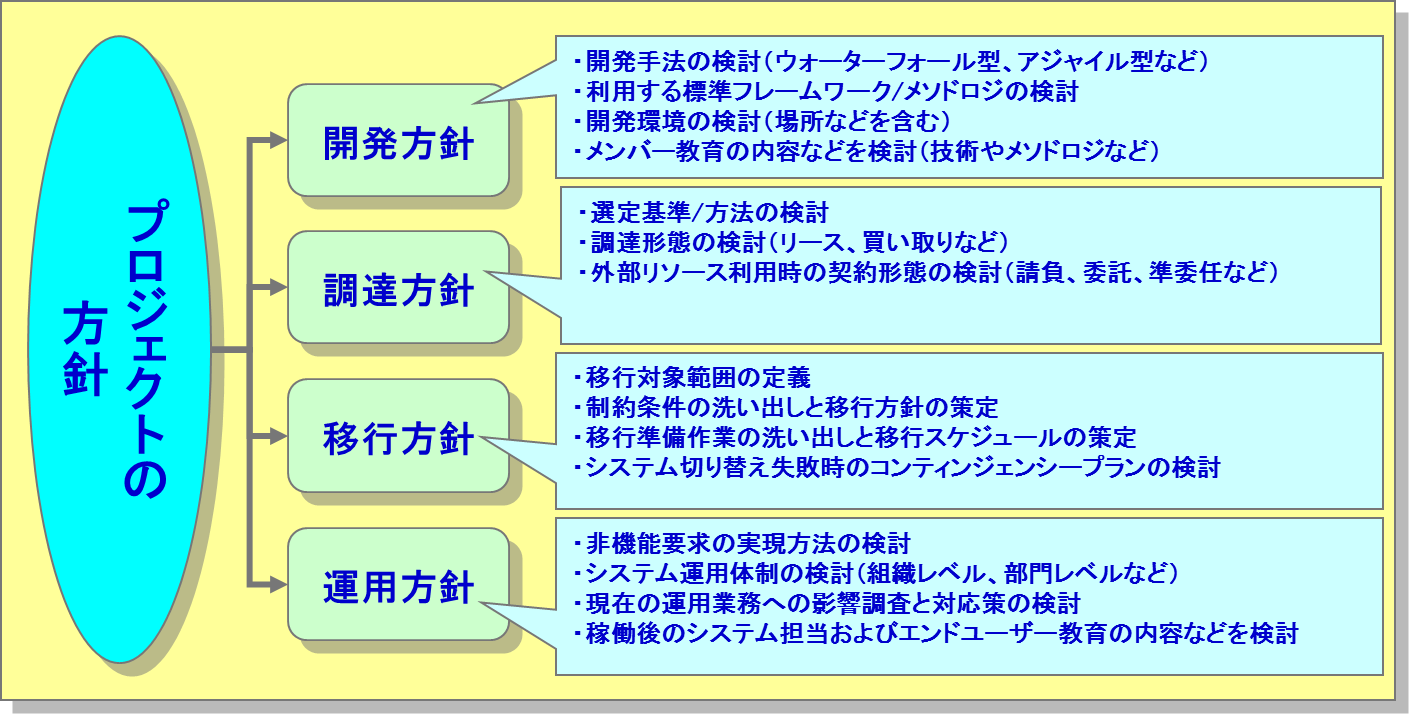 プロジェクトの
方針
開発方針
・開発手法の検討（ウォーターフォール型、アジャイル型など）
・利用する標準フレームワーク/メソドロジの検討
・開発環境の検討（場所などを含む）
・メンバー教育の内容などを検討（技術やメソドロジなど）
調達方針
・選定基準/方法の検討
・調達形態の検討（リース、買い取りなど）
・外部リソース利用時の契約形態の検討（請負、委託、準委任など）
移行方針
・移行対象範囲の定義
・制約条件の洗い出しと移行方針の策定
・移行準備作業の洗い出しと移行スケジュールの策定
・システム切り替え失敗時のコンティンジェンシープランの検討
運用方針
・非機能要求の実現方法の検討
・システム運用体制の検討（組織レベル、部門レベルなど）
・現在の運用業務への影響調査と対応策の検討
・稼働後のシステム担当およびエンドユーザー教育の内容などを検討